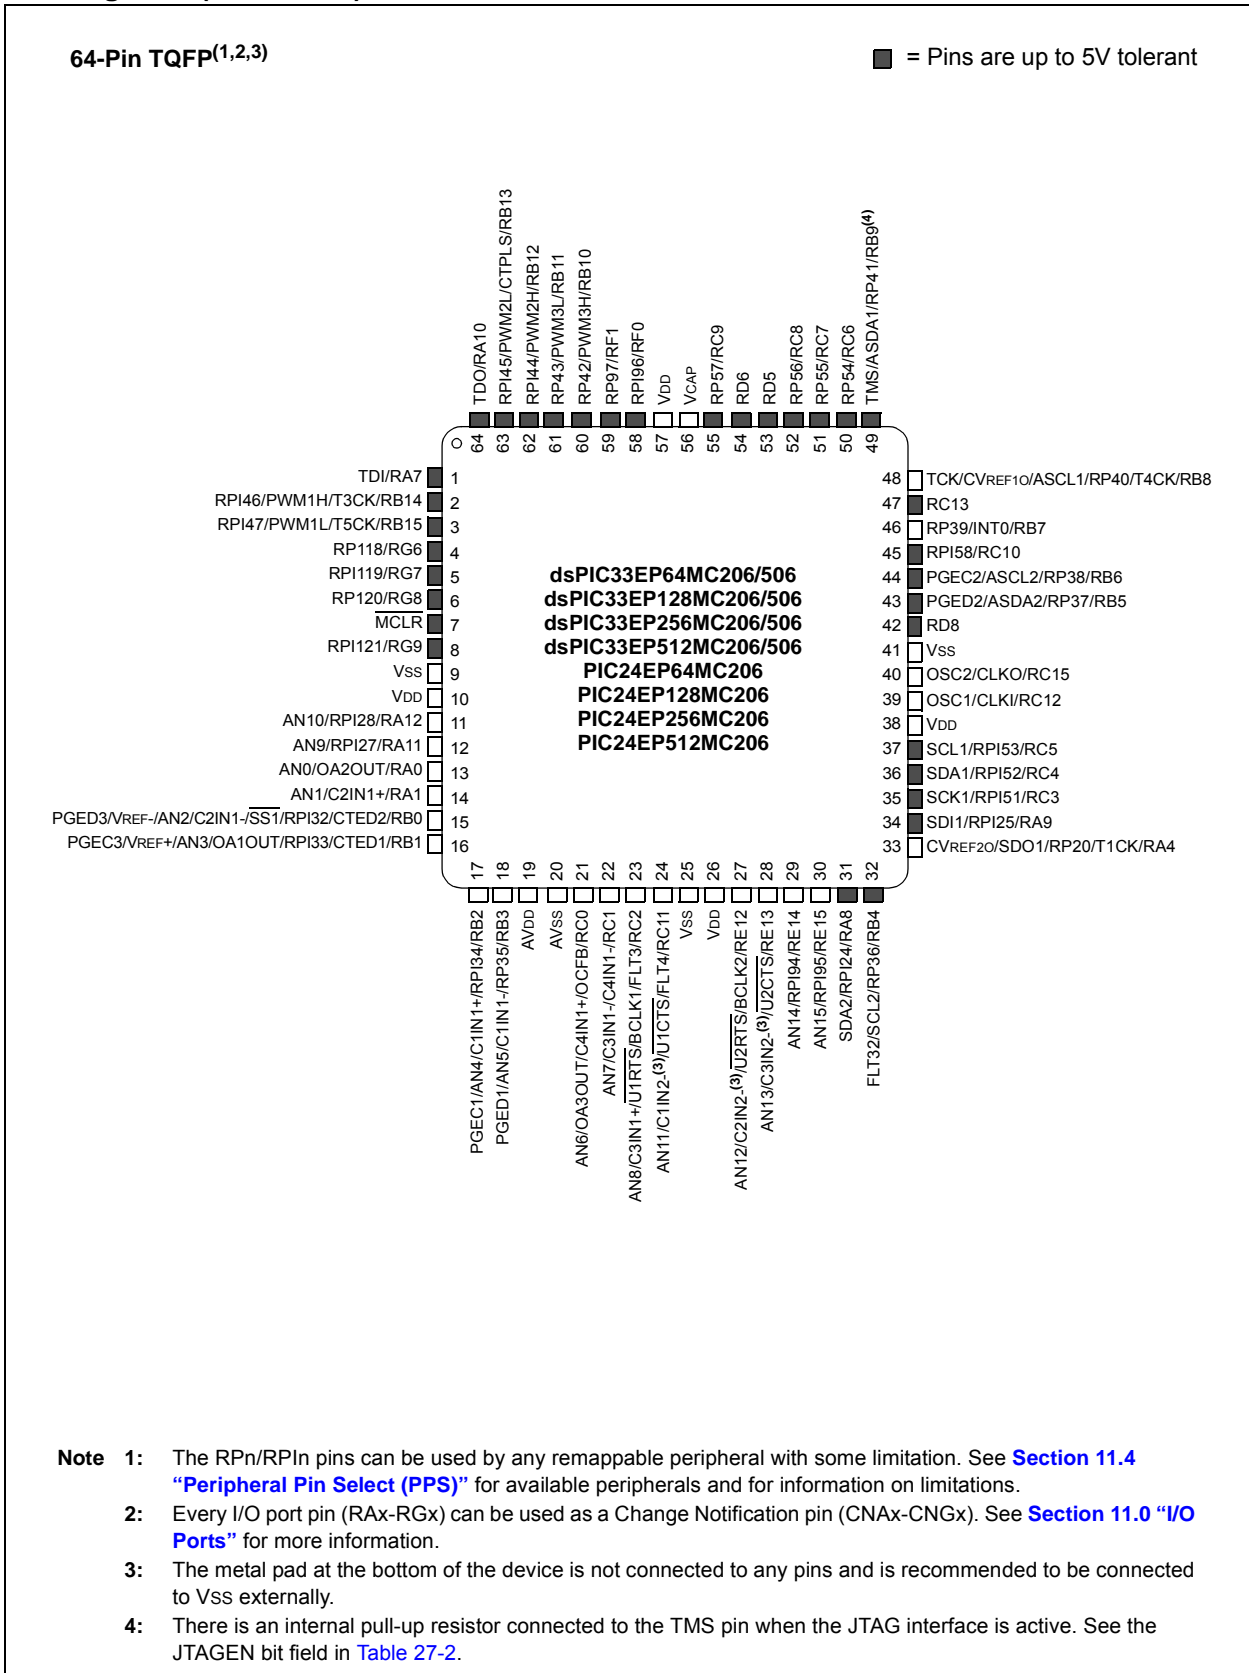 64-Pin TQFP(1,2,3)
= Pins are up to 5V tolerant
TDO/RA10
RPI45/PWM2L/CTPLS/RB13
RPI44/PWM2H/RB12
RP43/PWM3L/RB11
RP42/PWM3H/RB10
RP97/RF1
RPI96/RF0
VDD
VCAP
RP57/RC9
RD6
RD5
RP56/RC8
RP55/RC7
RP54/RC6
TMS/ASDA1/RP41/RB9(4)
64 63 62 61 60 59 58 57 56 55 54 53 52 51 50 49
TDI/RA7 1
RPI46/PWM1H/T3CK/RB14 2
RPI47/PWM1L/T5CK/RB15 3
RP118/RG6 4
RPI119/RG7 5
RP120/RG8 6
MCLR 7
RPI121/RG9 8
VSS 9
VDD 10
AN10/RPI28/RA12 11
AN9/RPI27/RA11 12
AN0/OA2OUT/RA0 13
AN1/C2IN1+/RA1 14
PGED3/VREF-/AN2/C2IN1-/SS1/RPI32/CTED2/RB0 15
PGEC3/VREF+/AN3/OA1OUT/RPI33/CTED1/RB1 16
dsPIC33EP64MC206/506
dsPIC33EP128MC206/506
dsPIC33EP256MC206/506
dsPIC33EP512MC206/506
PIC24EP64MC206
PIC24EP128MC206
PIC24EP256MC206
PIC24EP512MC206
48 TCK/CVREF1O/ASCL1/RP40/T4CK/RB8
47 RC13
46 RP39/INT0/RB7
45 RPI58/RC10
44 PGEC2/ASCL2/RP38/RB6
43 PGED2/ASDA2/RP37/RB5
42 RD8
41 VSS
40 OSC2/CLKO/RC15
39 OSC1/CLKI/RC12
38 VDD
37 SCL1/RPI53/RC5
36 SDA1/RPI52/RC4
35 SCK1/RPI51/RC3
34 SDI1/RPI25/RA9
33 CVREF2O/SDO1/RP20/T1CK/RA4
17 18 19 20 21 22 23 24 25 26 27 28 29 30 31 32
PGEC1/AN4/C1IN1+/RPI34/RB2
PGED1/AN5/C1IN1-/RP35/RB3
AVDD
AVSS
AN6/OA3OUT/C4IN1+/OCFB/RC0
AN7/C3IN1-/C4IN1-/RC1
AN8/C3IN1+/U1RTS/BCLK1/FLT3/RC2
AN11/C1IN2-(3)/U1CTS/FLT4/RC11
VSS
VDD
AN12/C2IN2-(3)/U2RTS/BCLK2/RE12
AN13/C3IN2-(3)/U2CTS/RE13
AN14/RPI94/RE14
AN15/RPI95/RE15
SDA2/RPI24/RA8
FLT32/SCL2/RP36/RB4
Note 1: The RPn/RPIn pins can be used by any remappable peripheral with some limitation. See Section 11.4
"Peripheral Pin Select (PPS)" for available peripherals and for information on limitations.
2: Every I/O port pin (RAx-RGx) can be used as a Change Notification pin (CNAx-CNGx). See Section 11.0 "I/O
Ports" for more information.
3: The metal pad at the bottom of the device is not connected to any pins and is recommended to be connected
to VSS externally.
4: There is an internal pull-up resistor connected to the TMS pin when the JTAG interface is active. See the
JTAGEN bit field in Table 27-2.